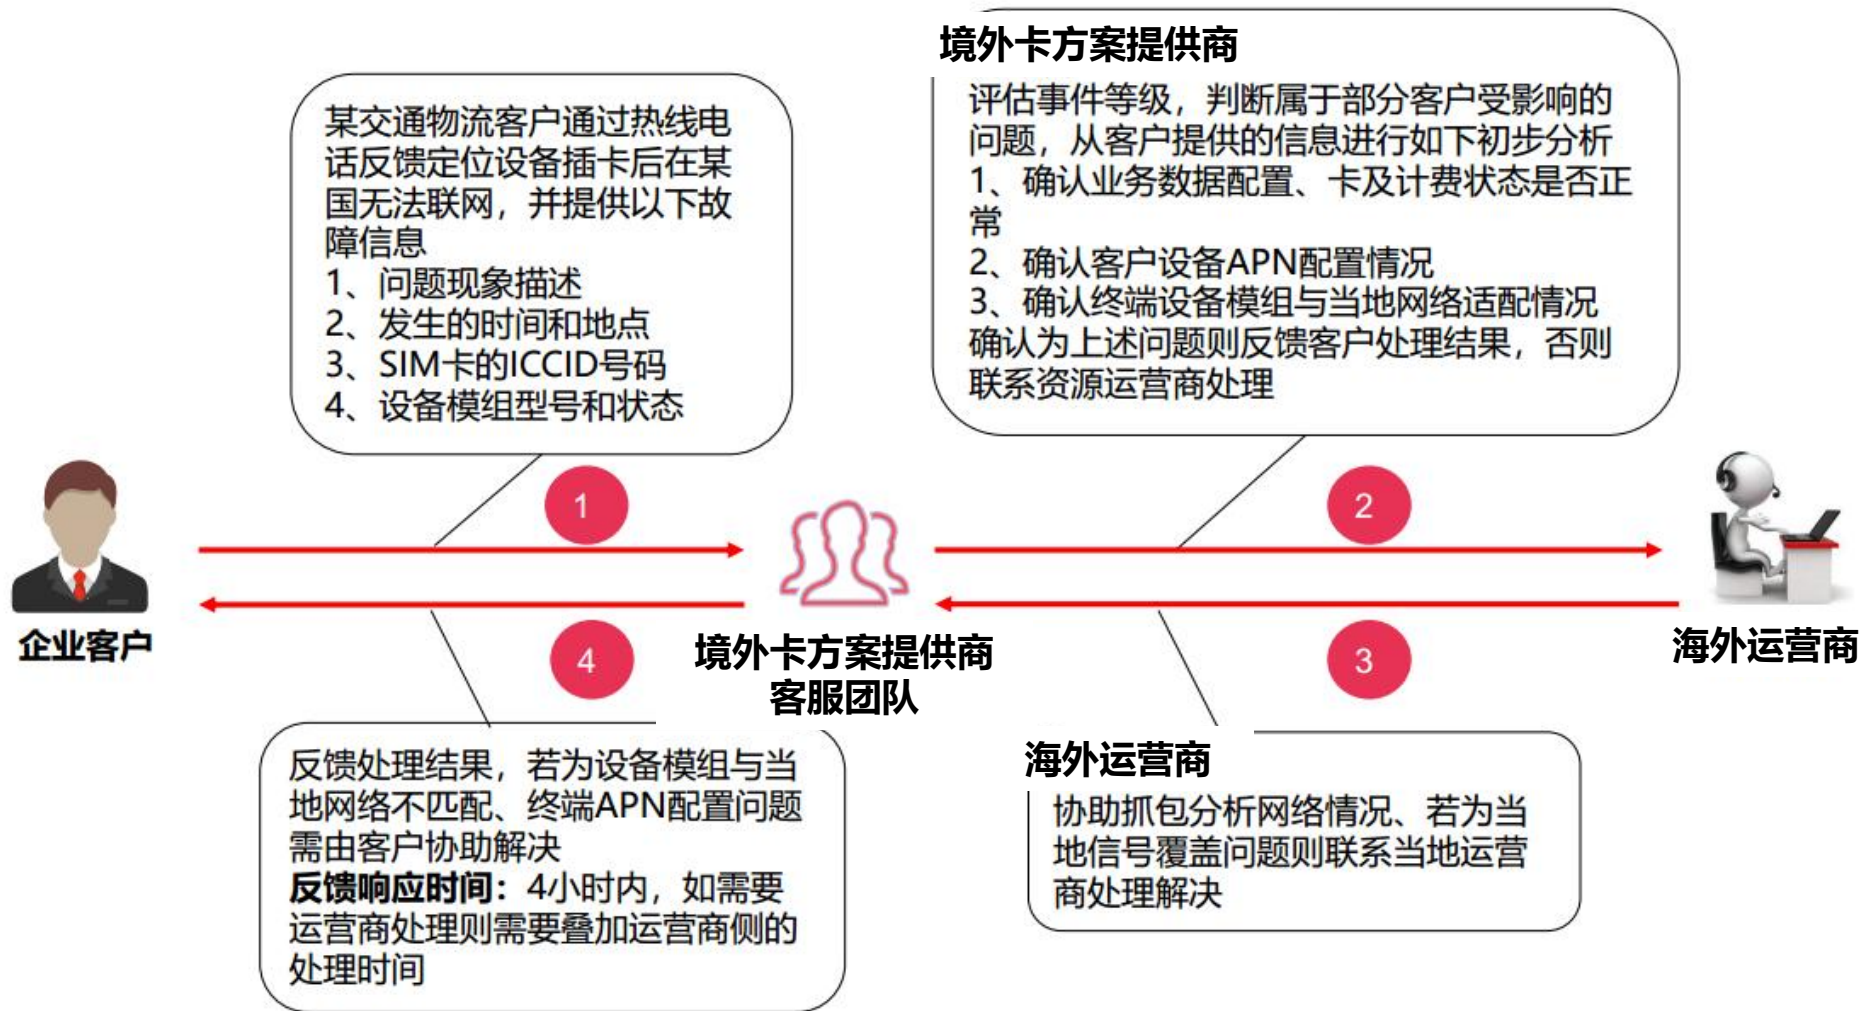 某交通物流客户通过热线电
话反馈定位设备插卡后在某
国无法联网，并提供以下故
障信息
1、问题现象描述
2、发生的时间和地点
3、SIM卡的ICCID号码
4、设备模组型号和状态
境外卡方案提供商
评估事件等级，判断属于部分客户受影响的
问题，从客户提供的信息进行如下初步分析
1、确认业务数据配置、卡及计费状态是否正
常
2、确认客户设备APN配置情况
3、确认终端设备模组与当地网络适配情况
确认为上述问题则反馈客户处理结果，否则
联系资源运营商处理
1
2
企业客户
4
境外卡方案提供商
客服团队
3
海外运营商
反馈处理结果，若为设备模组与当
地网络不匹配、终端APN配置问题
需由客户协助解决
反馈响应时间：4小时内，如需要
运营商处理则需要叠加运营商侧的
处理时间
海外运营商
协助抓包分析网络情况、若为当
地信号覆盖问题则联系当地运营
商处理解决